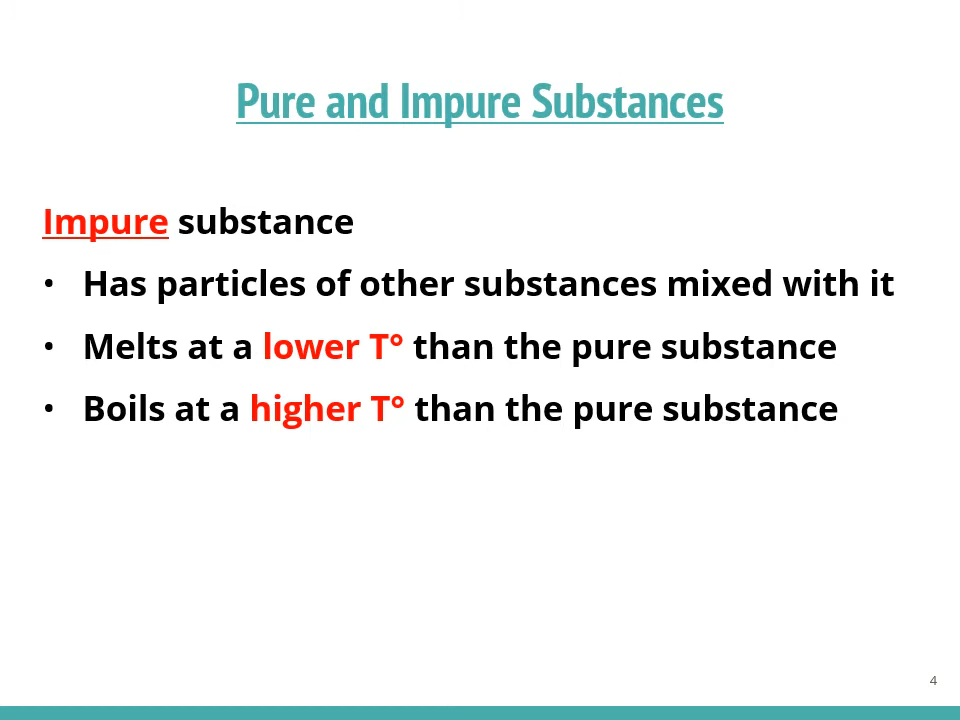 Pure and Impure Substances
Impure substance
• Has particles of other substances mixed with it
• Melts at a lower T° than the pure substance
• Boils at a higher T° than the pure substance
4